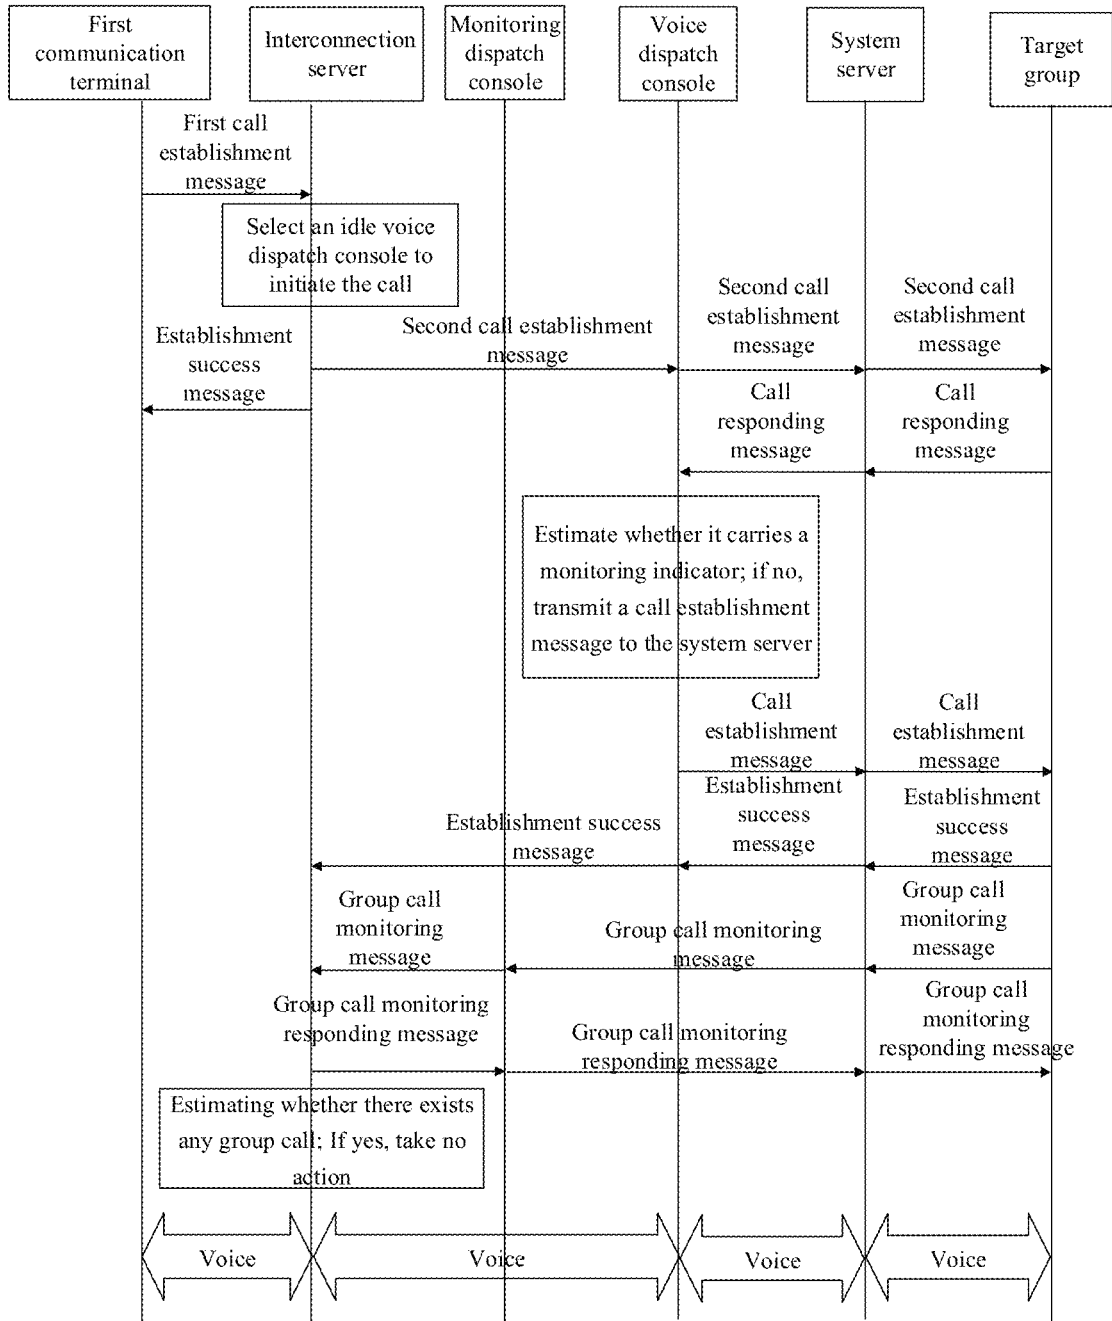 First
communication
terminal
Interconnection
server
Monitoring
dispatch
console
Voice
dispatch
console
System
server
Target
group
First call
establishment
message
Select an idle voice
dispatch console to
initiate the call
Second call establishment
message
Second call
establishment
message
Second call
establishment
message
Establishment
success
message
Call
responding
message
Call
responding
message
Estimate whether it carries a
monitoring indicator; if no,
transmit a call establishment
message to the system server
Call
establishment
message
Call
establishment
message
Establishment success
message
Establishment
success
message
Establishment
success
message
Group call
monitoring
message
Group call monitoring
message
Group call
monitoring
message
Group call monitoring
responding message
Group call monitoring
responding message
Group call
monitoring
responding message
Estimating whether there exists
any group call; If yes, take no
action
Voice
Voice
Voice
Voice